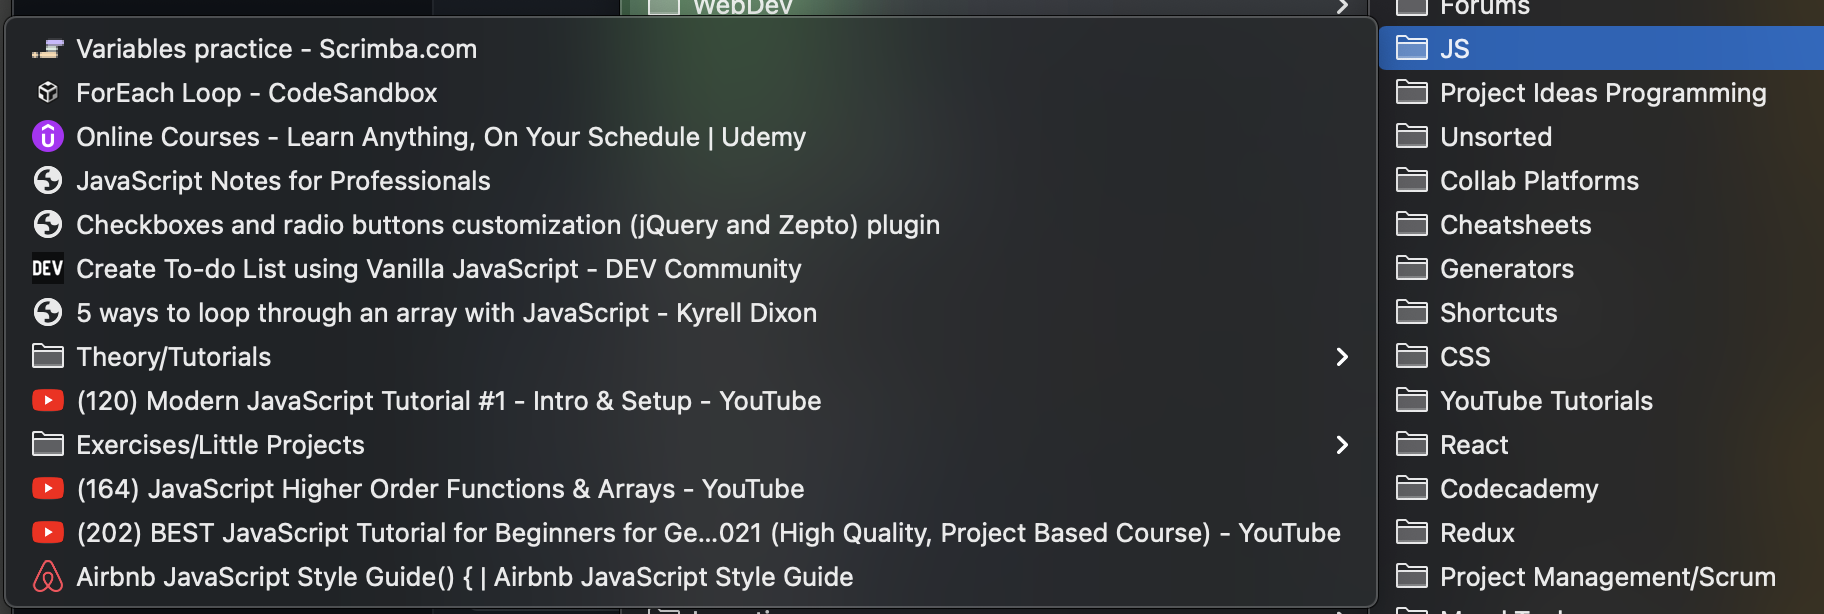 WebDev
Variables practice - Scrimba.com
ForEach Loop - CodeSandbox
Online Courses - Learn Anything, On Your Schedule | Udemy
JavaScript Notes for Professionals
Checkboxes and radio buttons customization (jQuery and Zepto) plugin
DEV Create To-do List using Vanilla JavaScript - DEV Community
5 ways to loop through an array with JavaScript - Kyrell Dixon
Theory/Tutorials
(120) Modern JavaScript Tutorial #1 - Intro & Setup - YouTube
Exercises/Little Projects
(164) JavaScript Higher Order Functions & Arrays - YouTube
(202) BEST JavaScript Tutorial for Beginners for Ge...021 (High Quality, Project Based Course) - YouTube
Airbnb JavaScript Style Guide() { | Airbnb JavaScript Style Guide
Forums
JS
Project Ideas Programming
Unsorted
Collab Platforms
Cheatsheets
Generators
Shortcuts
CSS
YouTube Tutorials
React
Codecademy
Redux
Project Management/Scrum